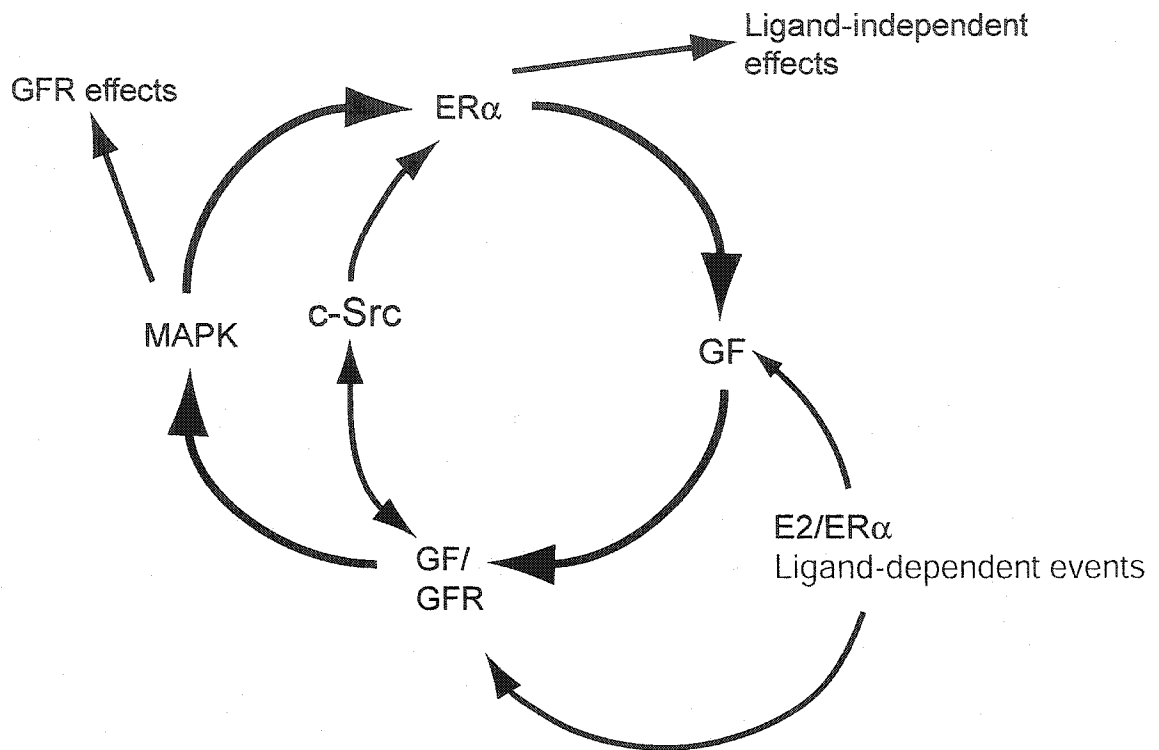 Ligand-independent
effects
GFR effects
ERα
c-Src
MAPK
GF
E2/ERα
Ligand-dependent events
GF/
GFR